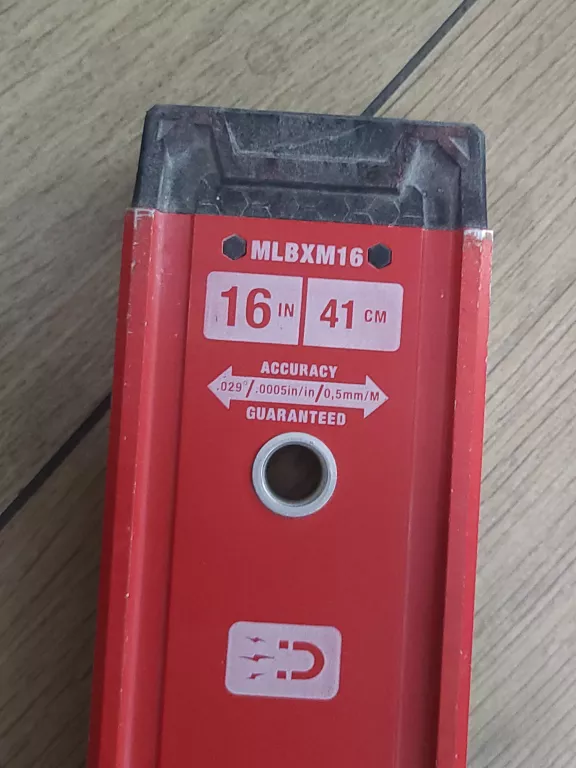 MLBXM16
16 IN 41 CM
ACCURACY
.029°/.0005in/in/0,5mm/M
GUARANTEED